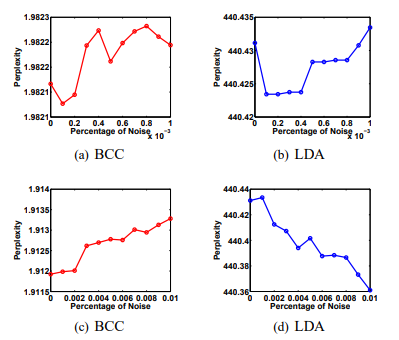 1.9823
1.9822
1.9822
1.9821
1.9821
Perplexity
0 0.2 0.4 0.6 0.8 1
Percentage of Noise
x 10⁻³
(a) BCC
440.435
440.43
440.425
440.42
Perplexity
0 0.2 0.4 0.6 0.8 1
Percentage of Noise
x 10⁻³
(b) LDA
1.914
1.9135
1.913
1.9125
1.912
1.9115
Perplexity
0 0.002 0.004 0.006 0.008 0.01
Percentage of Noise
(c) BCC
440.44
440.42
440.4
440.38
440.36
Perplexity
0 0.002 0.004 0.006 0.008 0.01
Percentage of Noise
(d) LDA